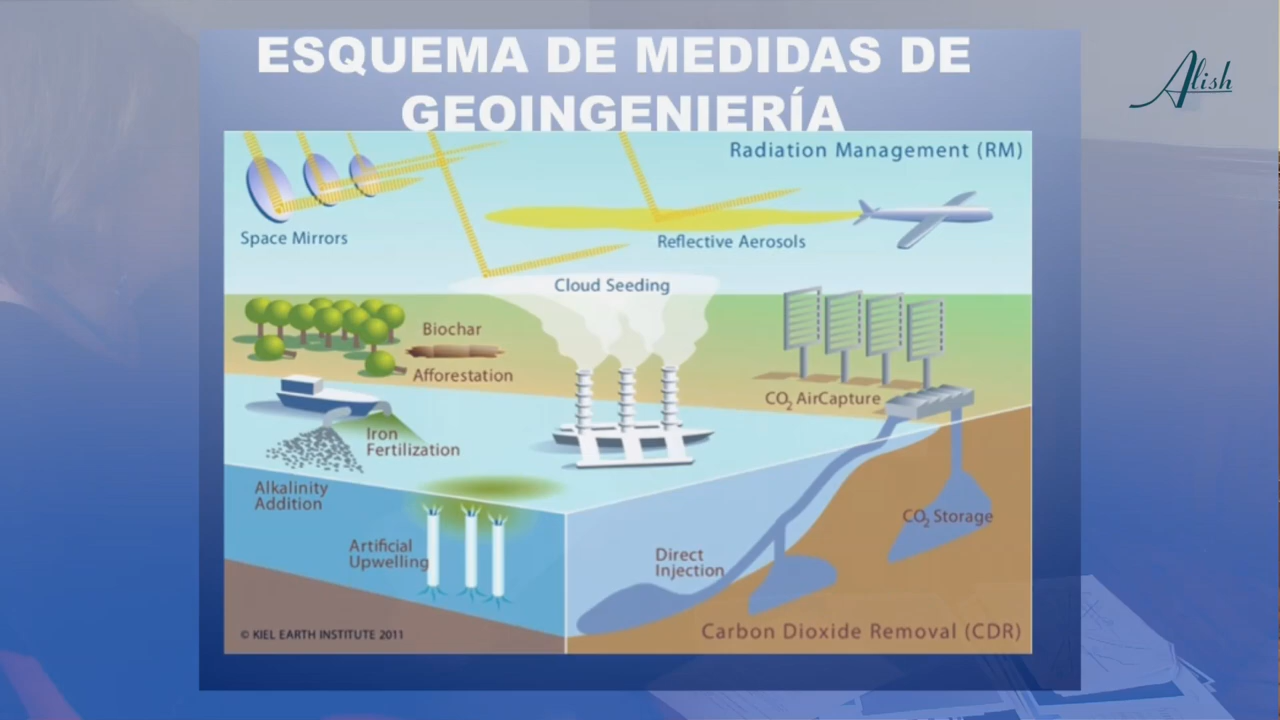 ESQUEMA DE MEDIDAS DE
GEOINGENIERÍA
Alish
Radiation Management (RM)
Space Mirrors
Reflective Aerosols
Cloud Seeding
Biochar
Afforestation
CO₂ AirCapture
Iron
Fertilization
Alkalinity
Addition
CO₂ Storage
Artificial
Upwelling
Direct
Injection
© KIEL EARTH INSTITUTE 2011
Carbon Dioxide Removal (CDR)